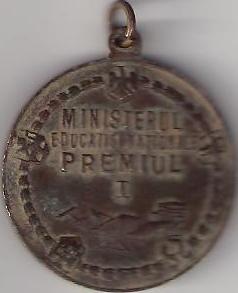 MINISTERUL
EDUCATIEI NATIONALE
PREMIUL
I